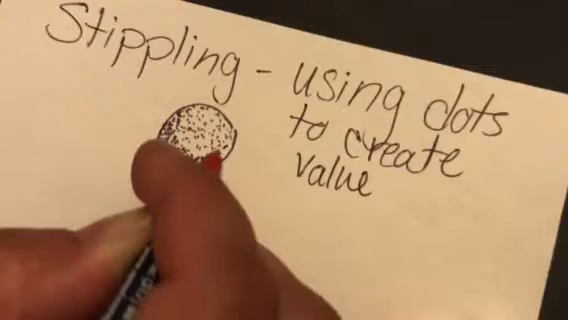 Stippling - using dots
to create
value